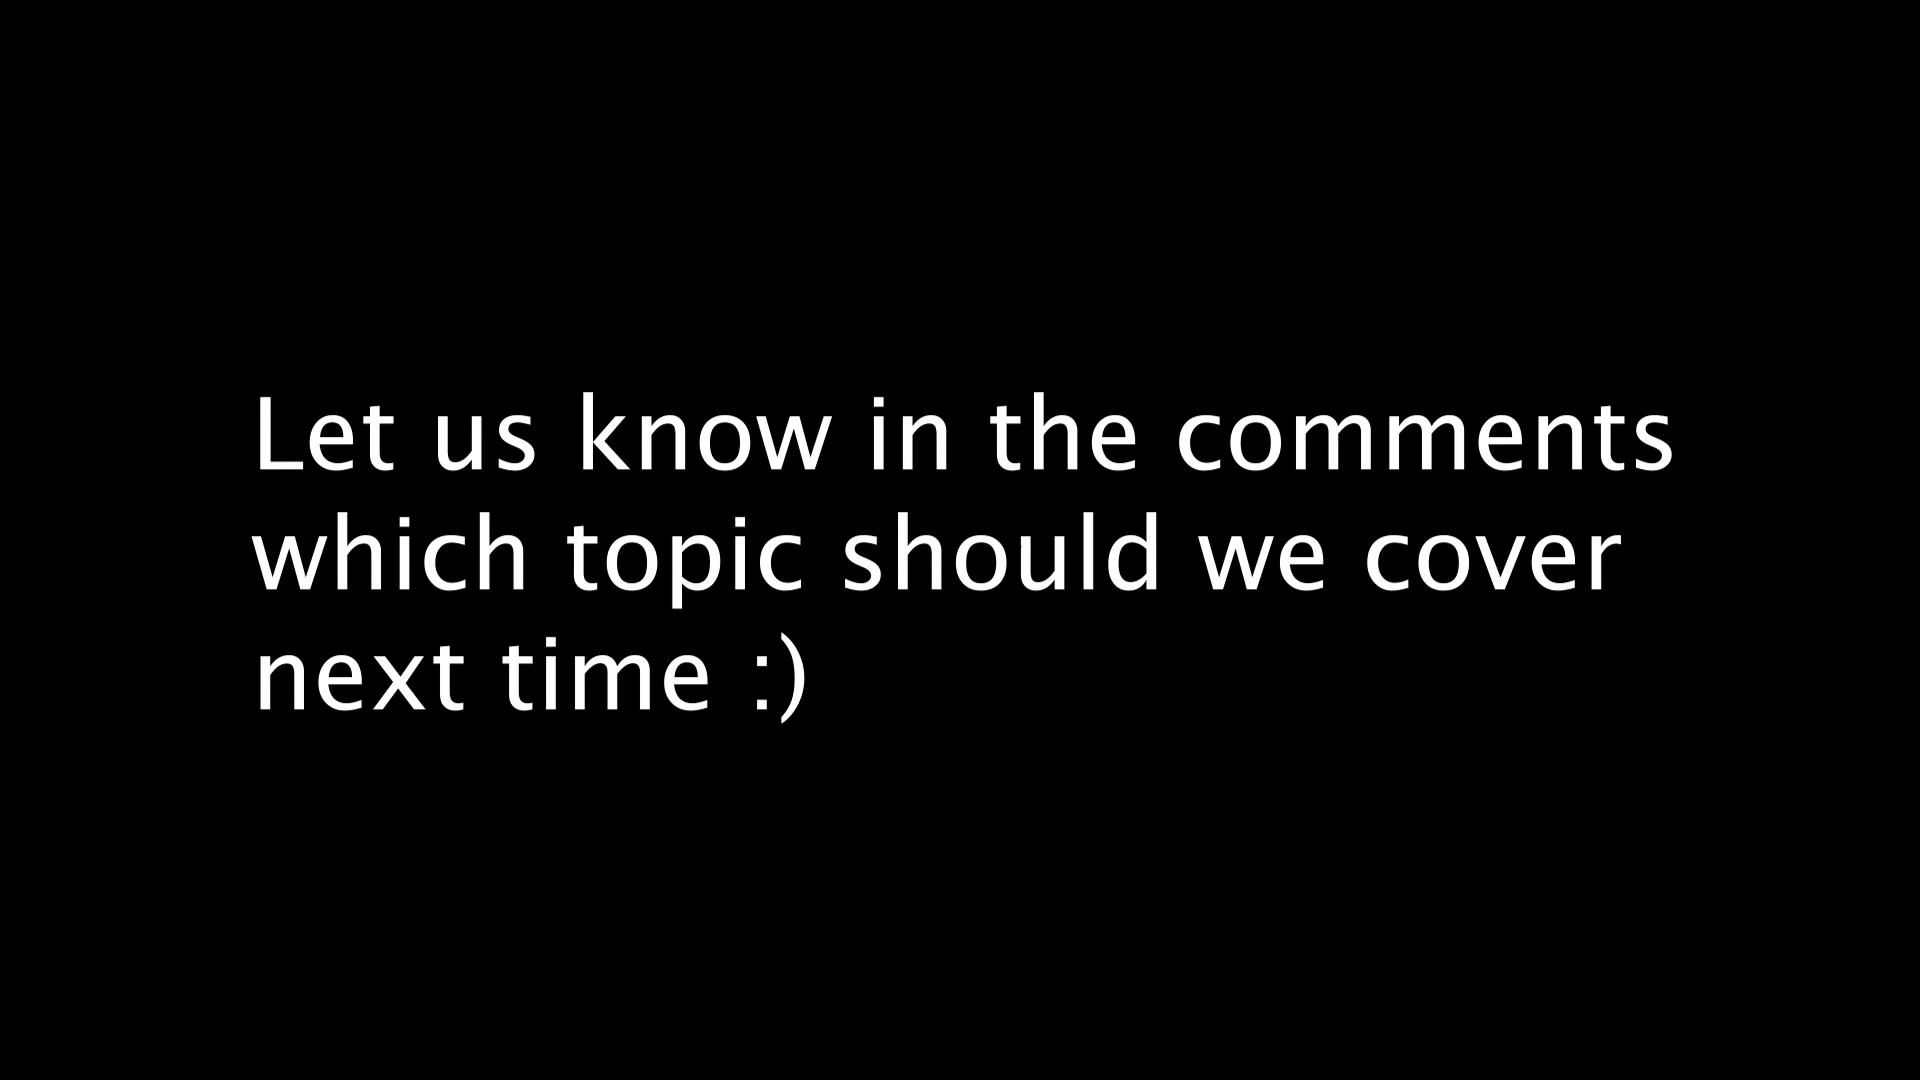 Let us know in the comments
which topic should we cover
next time :)